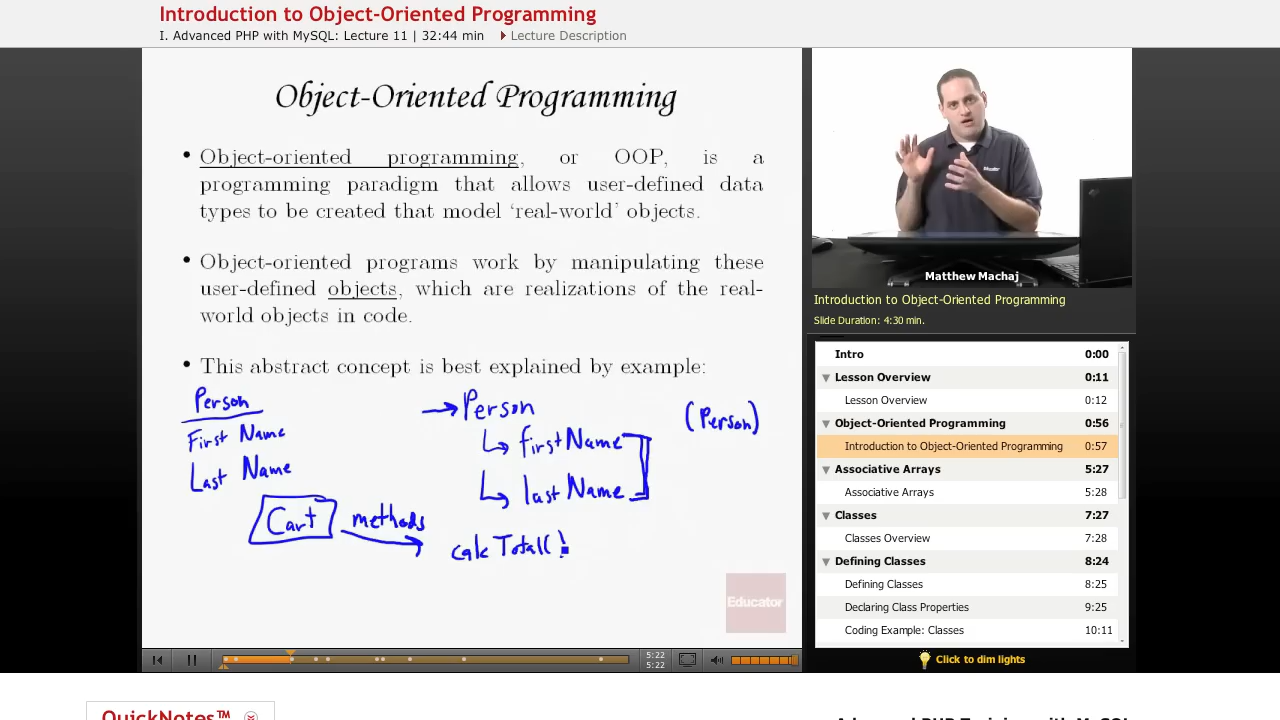 Introduction to Object-Oriented Programming
I. Advanced PHP with MySQL: Lecture 11 | 32:44 min Lecture Description
Object-Oriented Programming
• Object-oriented programming, or OOP, is a
programming paradigm that allows user-defined data
types to be created that model ‘real-world’ objects.
• Object-oriented programs work by manipulating these
user-defined objects, which are realizations of the real-
world objects in code.
• This abstract concept is best explained by example:
Person
First Name
Last Name
Cart methods
Person
firstName
lastName
calcTotal()
(Person)
Educator
5:22
5:22
Matthew Machaj
Introduction to Object-Oriented Programming
Slide Duration: 4:30 min.
Intro 0:00
Lesson Overview 0:11
Lesson Overview 0:12
Object-Oriented Programming 0:56
Introduction to Object-Oriented Programming 0:57
Associative Arrays 5:27
Associative Arrays 5:28
Classes 7:27
Classes Overview 7:28
Defining Classes 8:24
Defining Classes 8:25
Declaring Class Properties 9:25
Coding Example: Classes 10:11
Click to dim lights
QuickNotes™
Advanced PHP Training with MySQL